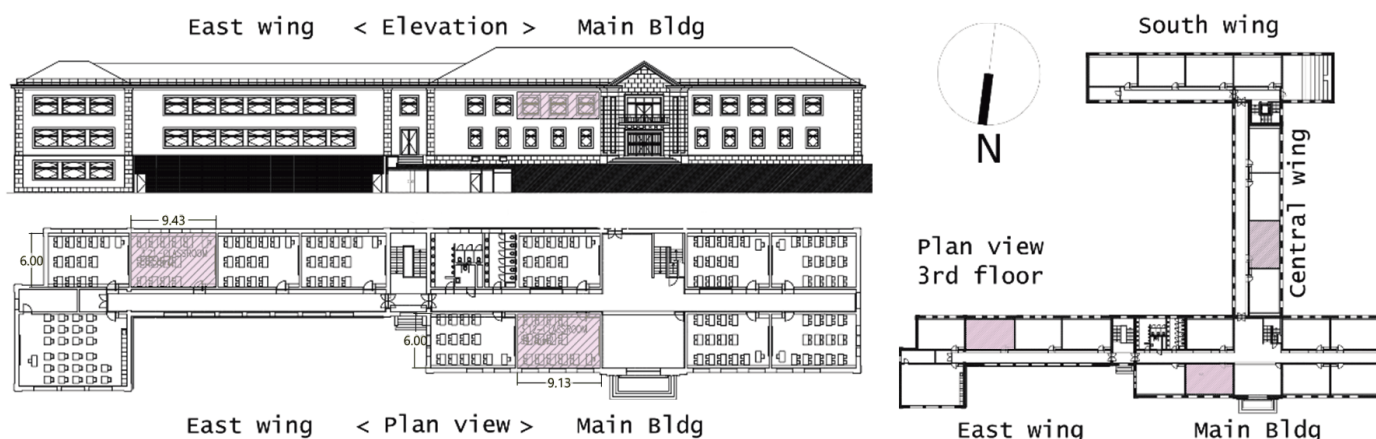 East wing < Elevation > Main Bldg
9.43
6.00
6.00
9.13
East wing < Plan view > Main Bldg
N
South wing
Central wing
Plan view
3rd floor
East wing Main Bldg